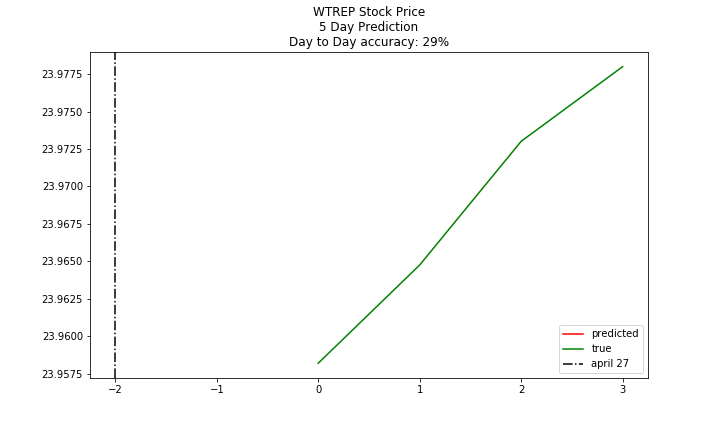 WTREP Stock Price
5 Day Prediction
Day to Day accuracy: 29%
23.9775
23.9750
23.9725
23.9700
23.9675
23.9650
23.9625
23.9600
23.9575
−2
−1
0
1
2
3
predicted
true
april 27